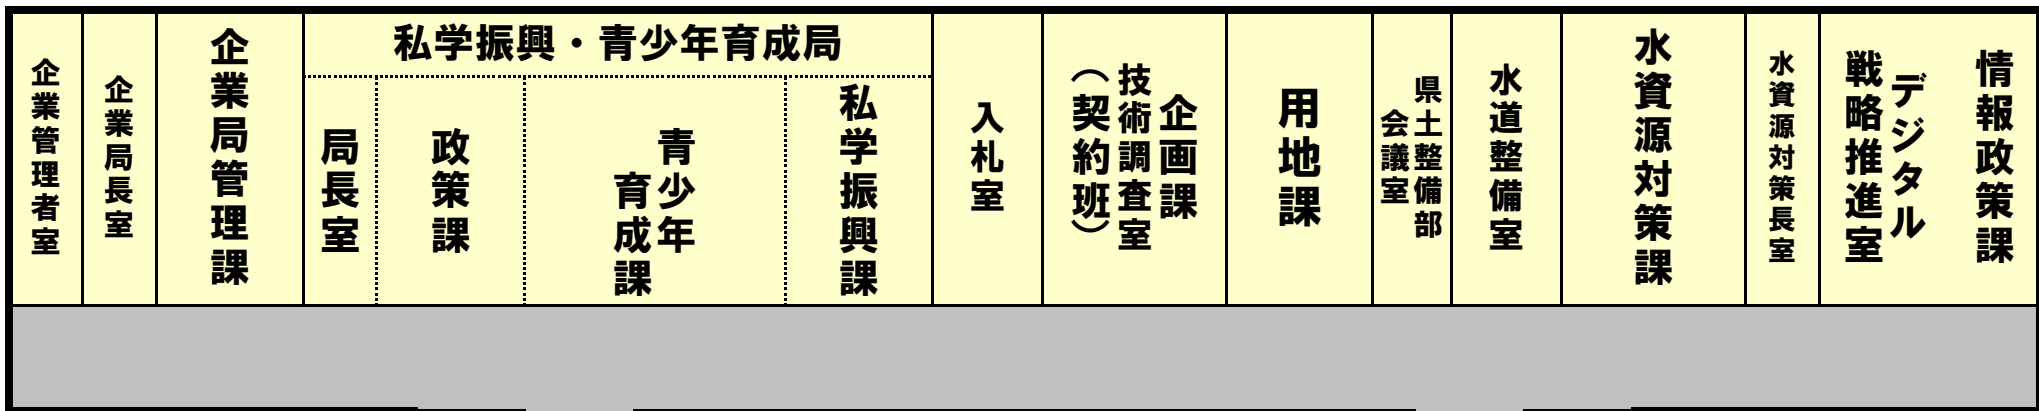 企業管理者室
企業局長室
企業局管理課
私学振興・青少年育成局
局長室
政策課
青少年
育成課
私学振興課
入札室
企画課
技術調査室
（契約班）
用地課
県土整備部
会議室
水道整備室
水資源対策課
水資源対策長室
情報政策課
デジタル
戦略推進室